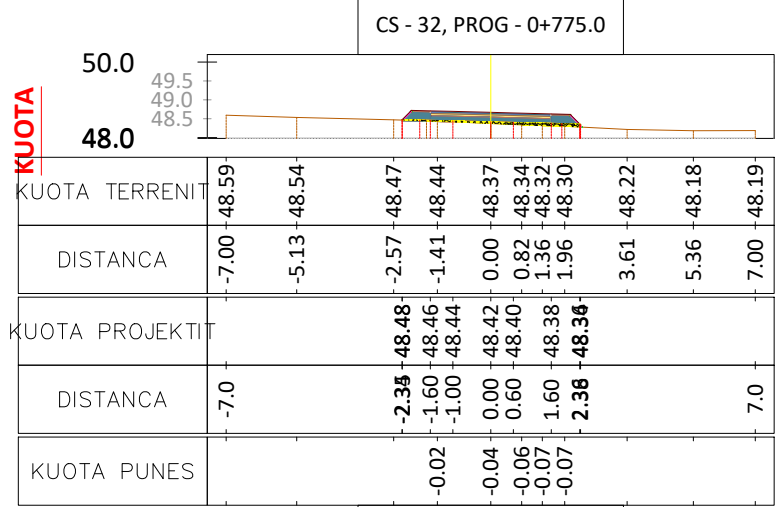 CS - 32, PROG - 0+775.0
KUOTA
50.0
49.5
49.0
48.5
48.0
KUOTA TERRENIT 48.59 48.54 48.47 48.44 48.37 48.34 48.32 48.30 48.22 48.18 48.19
DISTANCA -7.00 -5.13 -2.57 -1.41 0.00 0.82 1.36 1.96 3.61 5.36 7.00
KUOTA PROJEKTIT 48.48 48.46 48.44 48.42 48.40 48.38
DISTANCA -7.0 -1.60 -1.00 0.00 0.60 1.60 7.0
KUOTA PUNES -0.02 -0.04 -0.06 -0.07 -0.07